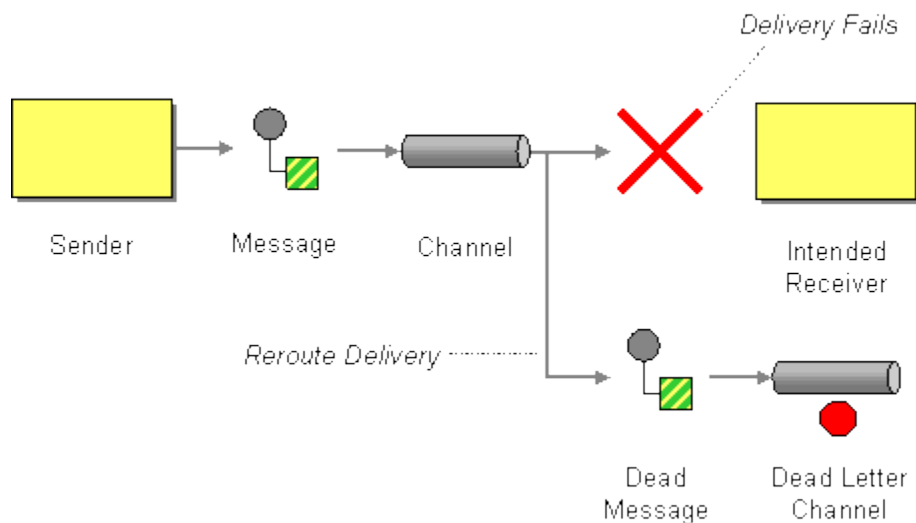 Delivery Fails
Sender
Message
Channel
Intended
Receiver
Reroute Delivery
Dead
Message
Dead Letter
Channel